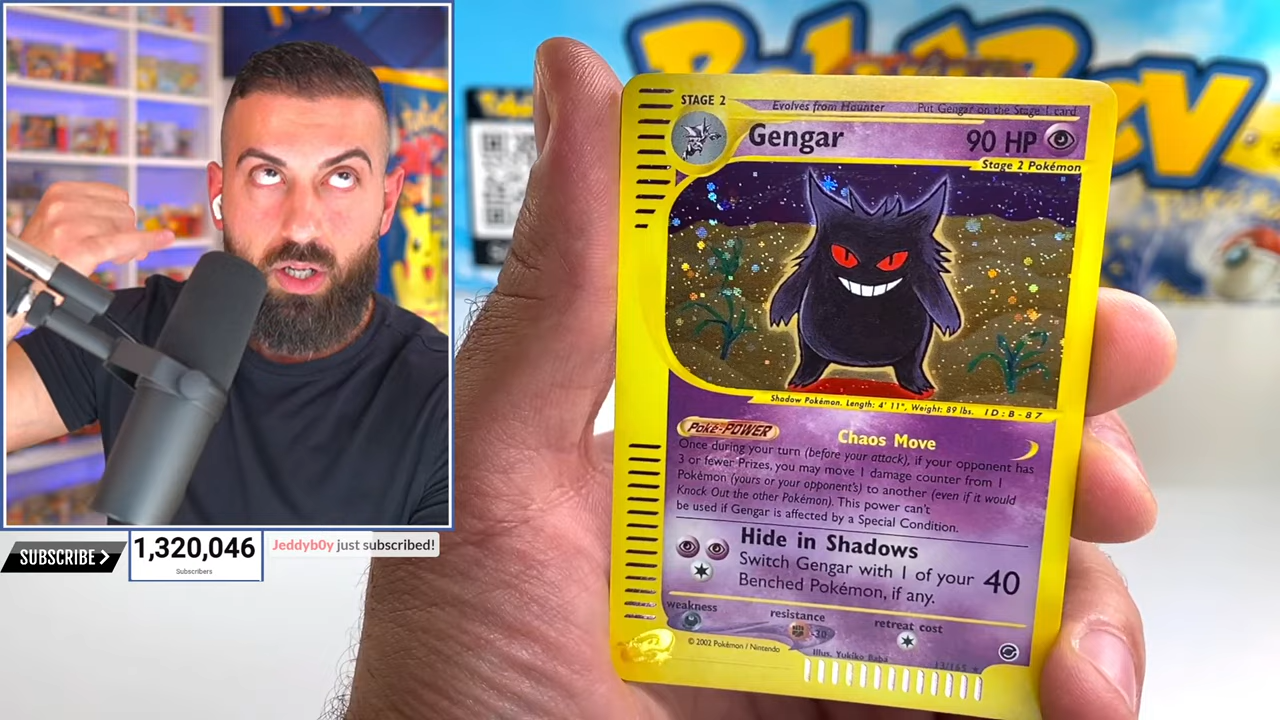 STAGE 2
Evolves from Haunter
Put Gengar on the Stage 1 card
Gengar
90 HP
Stage 2 Pokémon
Shadow Pokémon. Length: 4' 11", Weight: 89 lbs. ID:B-87
Poké-POWER
Chaos Move
Once during your turn (before your attack), if your opponent has
3 or fewer Prizes, you may move 1 damage counter from 1
Pokémon (yours or your opponent's) to another (even if it would
Knock Out the other Pokémon). This power can't
be used if Gengar is affected by a Special Condition.
Hide in Shadows
Switch Gengar with 1 of your
Benched Pokémon, if any.
40
weakness
resistance
retreat cost
-30
© 2002 Pokémon / Nintendo
Illus. Yukiko Baba
13/165
SUBSCRIBE
1,320,046
Subscribers
Jeddyb0y just subscribed!